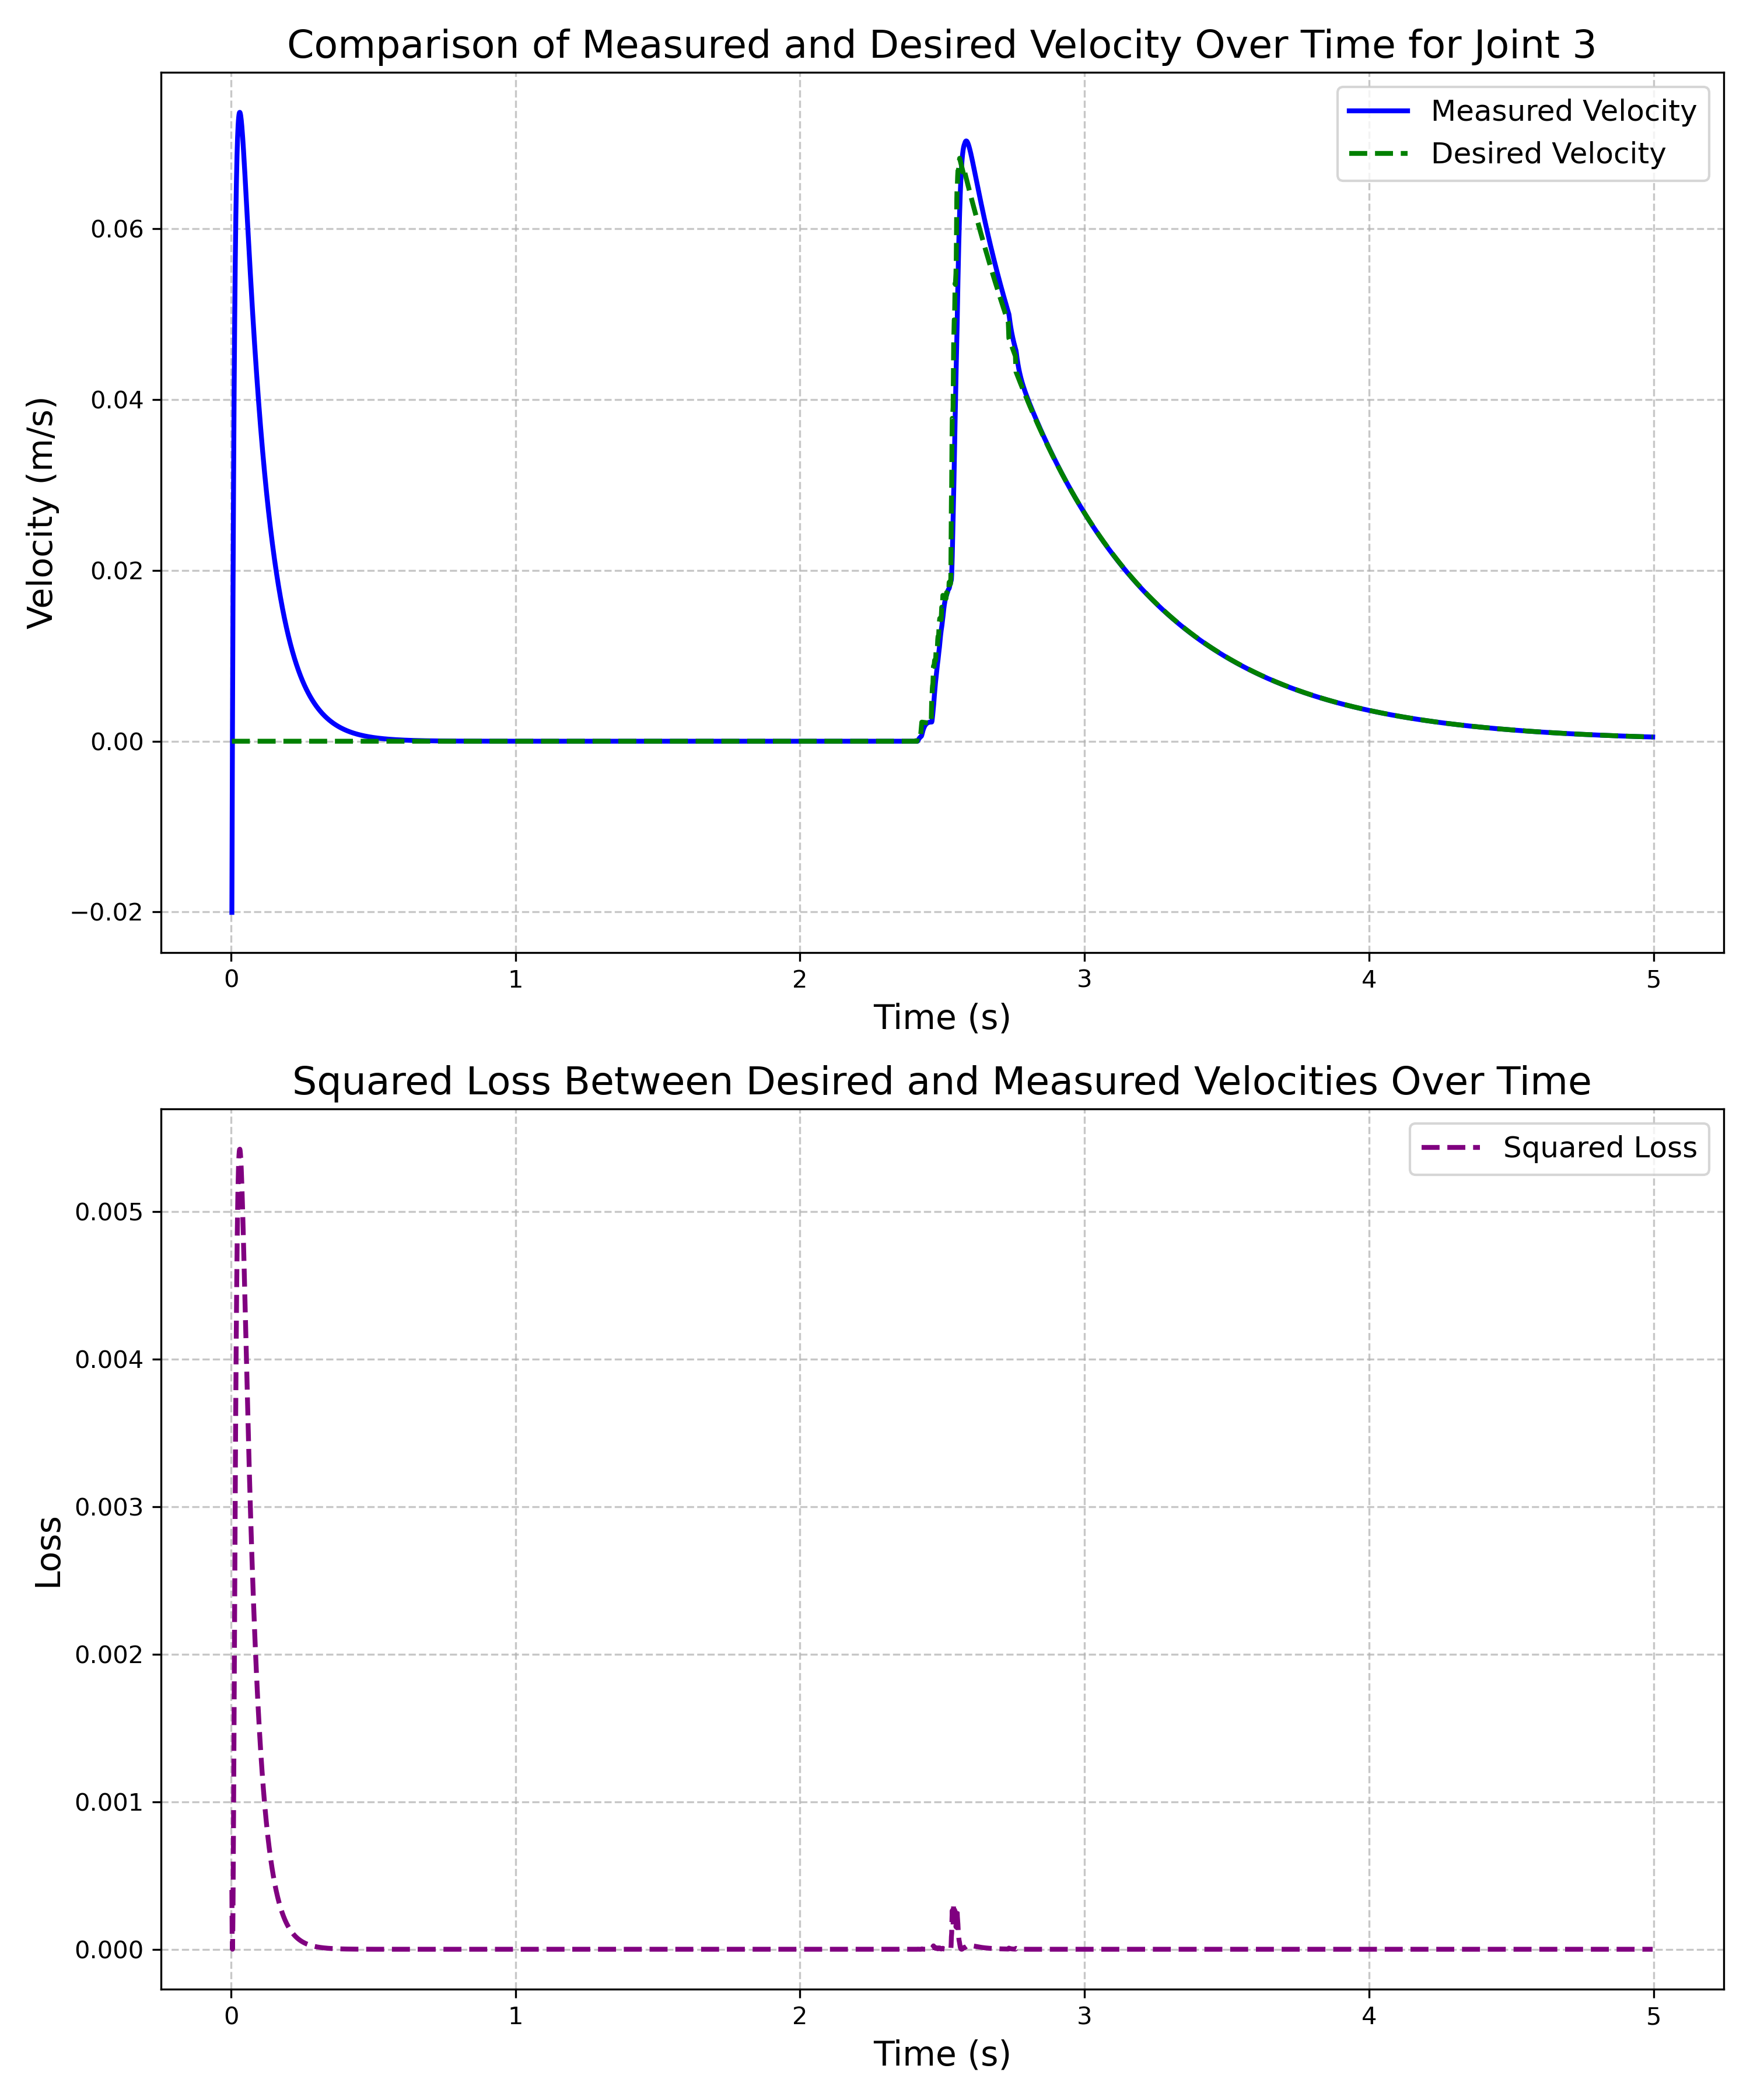 Comparison of Measured and Desired Velocity Over Time for Joint 3
Measured Velocity
Desired Velocity
Velocity (m/s)
0.06
0.04
0.02
0.00
−0.02
0 1 2 3 4 5
Time (s)
Squared Loss Between Desired and Measured Velocities Over Time
Squared Loss
Loss
0.005
0.004
0.003
0.002
0.001
0.000
0 1 2 3 4 5
Time (s)